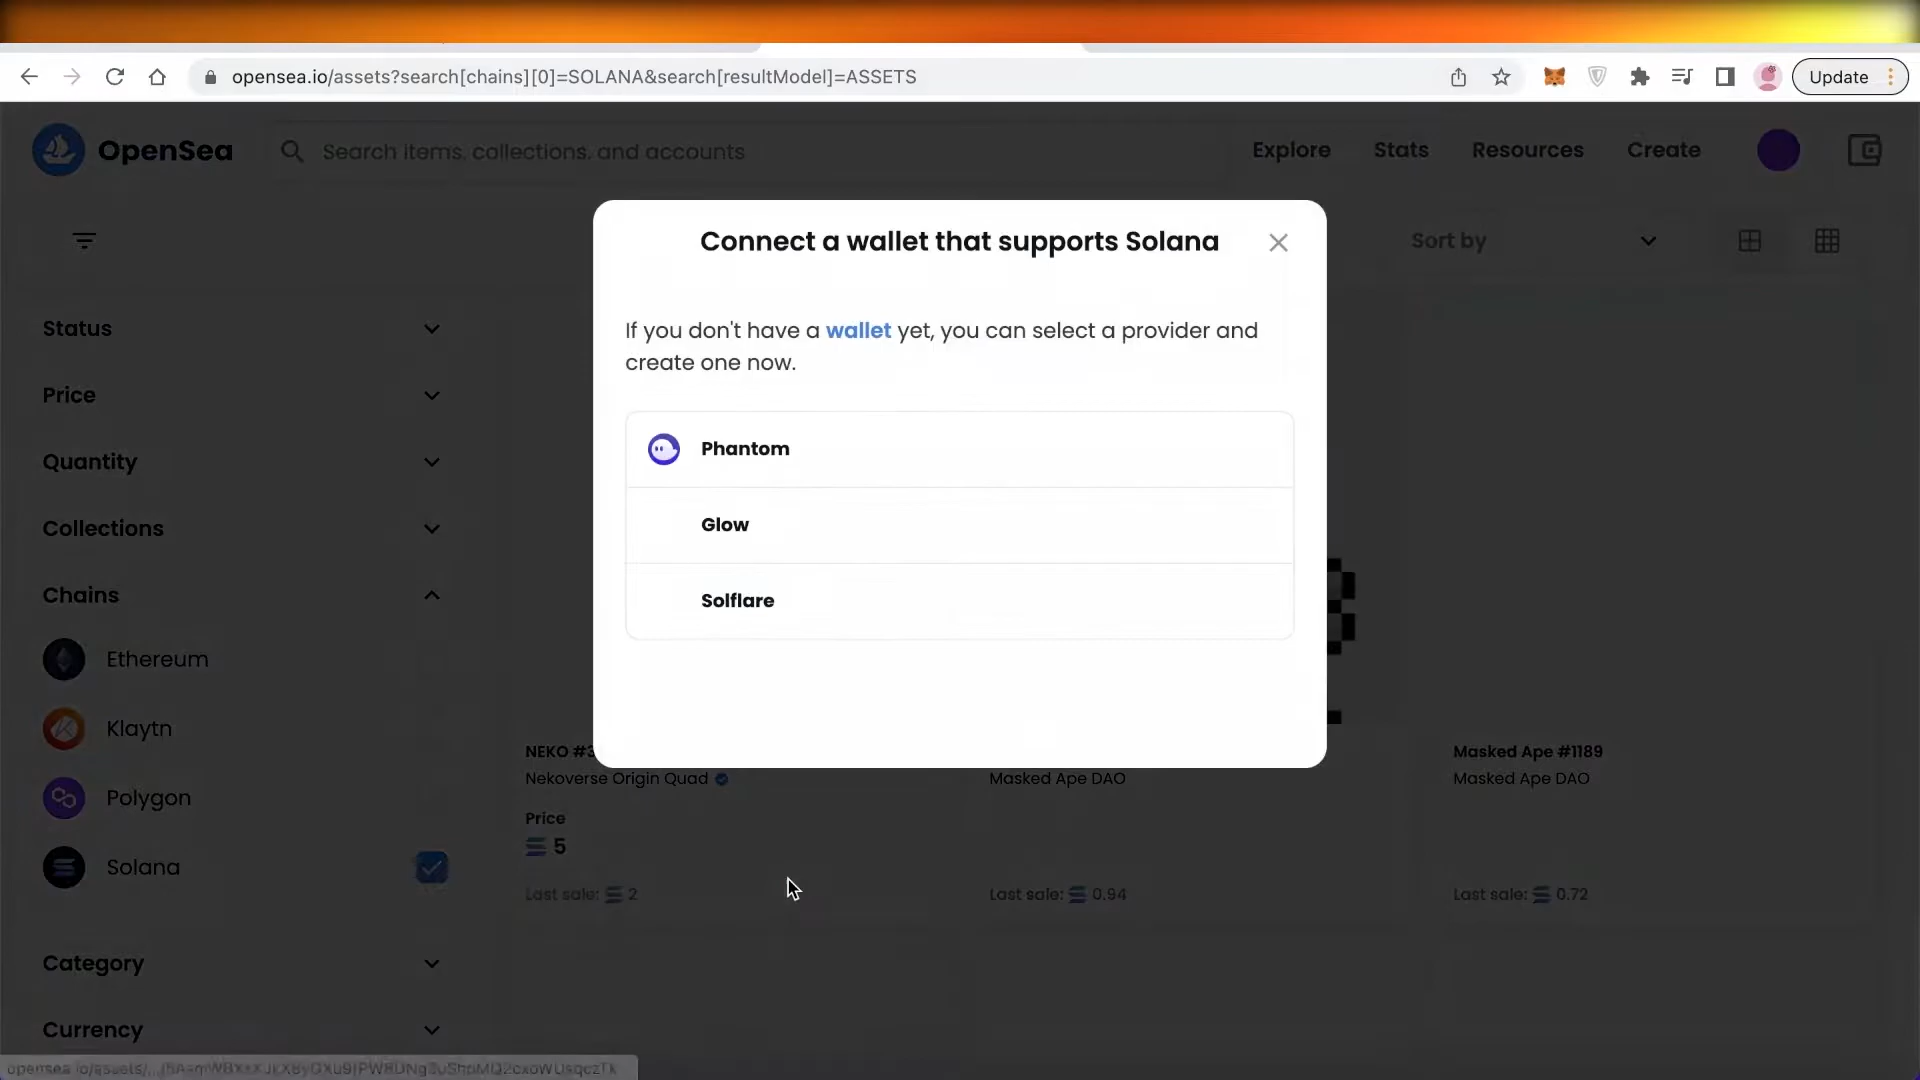 opensea.io/assets?search[chains][0]=SOLANA&search[resultModel]=ASSETS
Update
OpenSea
Search items, collections, and accounts
Explore
Stats
Resources
Create
Connect a wallet that supports Solana
Sort by
If you don't have a wallet yet, you can select a provider and
create one now.
Phantom
Glow
Solflare
Status
Price
Quantity
Collections
Chains
Ethereum
Klaytn
Polygon
Solana
Category
Currency
NEKO #3
Nekoverse Origin Quad
Price
5
Last sale: 2
Masked Ape DAO
Last sale: 0.94
Masked Ape #1189
Masked Ape DAO
Last sale: 0.72